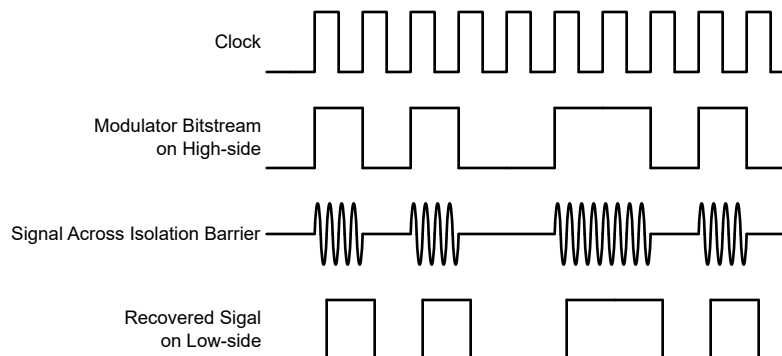 Clock
Modulator Bitstream
on High-side
Signal Across Isolation Barrier
Recovered Sigal
on Low-side